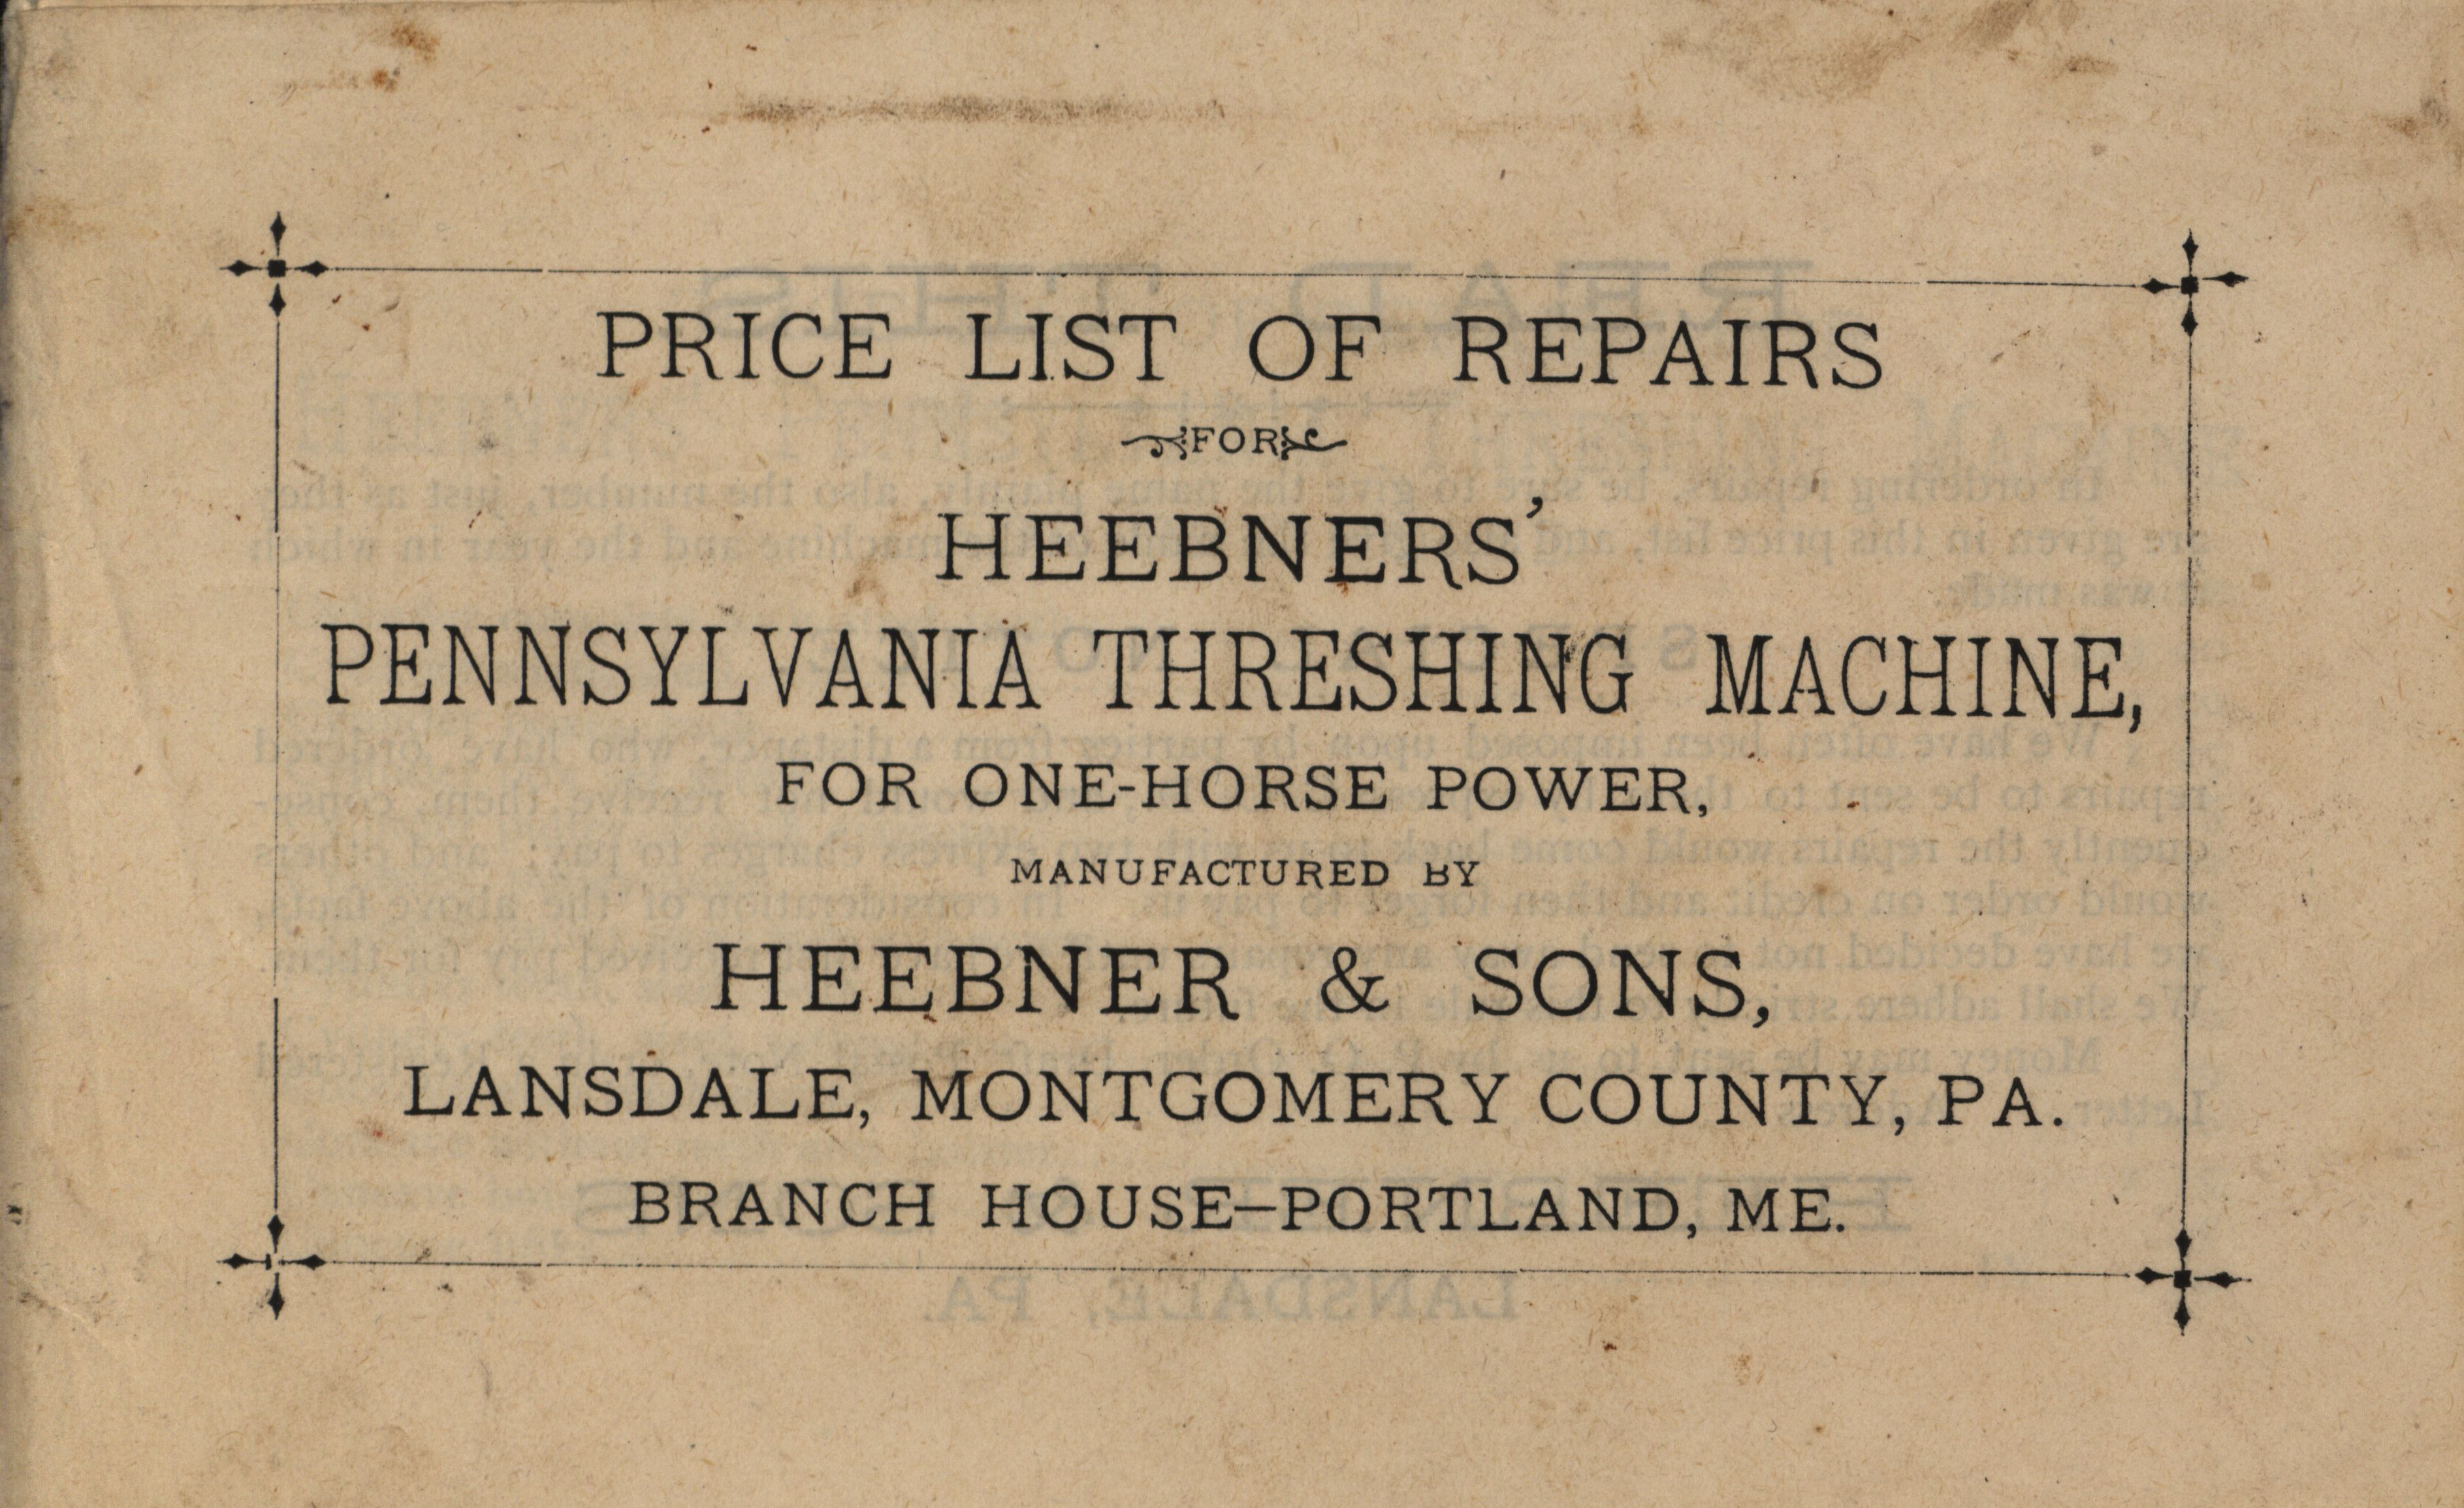 PRICE LIST OF REPAIRS
FOR
HEEBNERS'
PENNSYLVANIA THRESHING MACHINE,
FOR ONE-HORSE POWER,
MANUFACTURED BY
HEEBNER & SONS,
LANSDALE, MONTGOMERY COUNTY, PA.
BRANCH HOUSE—PORTLAND, ME.